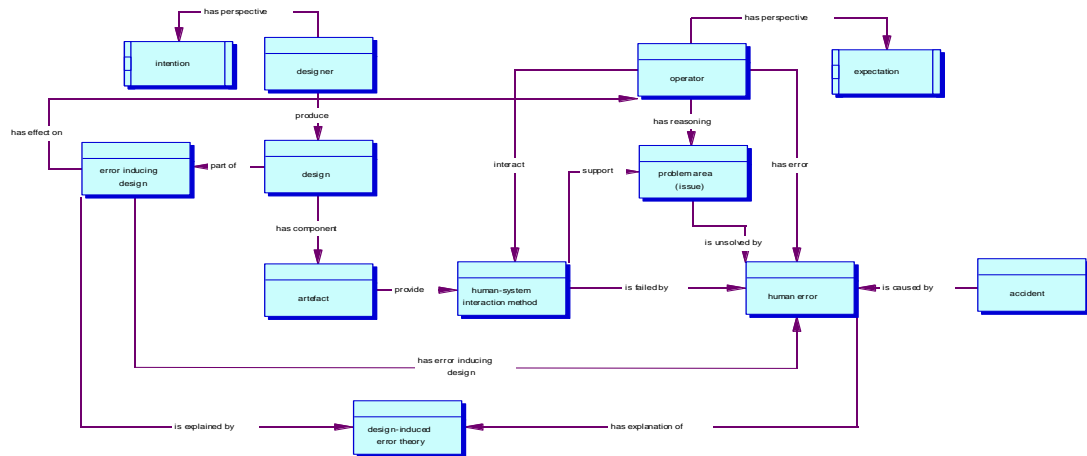 has perspective
has perspective
intention
designer
operator
expectation
produce
has effect on
has reasoning
error inducing
design
part of
design
interact
support
problem area
(issue)
has error
has component
is unsolved by
artefact
provide
human-system
interaction method
is failed by
human error
is caused by
accident
has error inducing
design
is explained by
design-induced
error theory
has explanation of